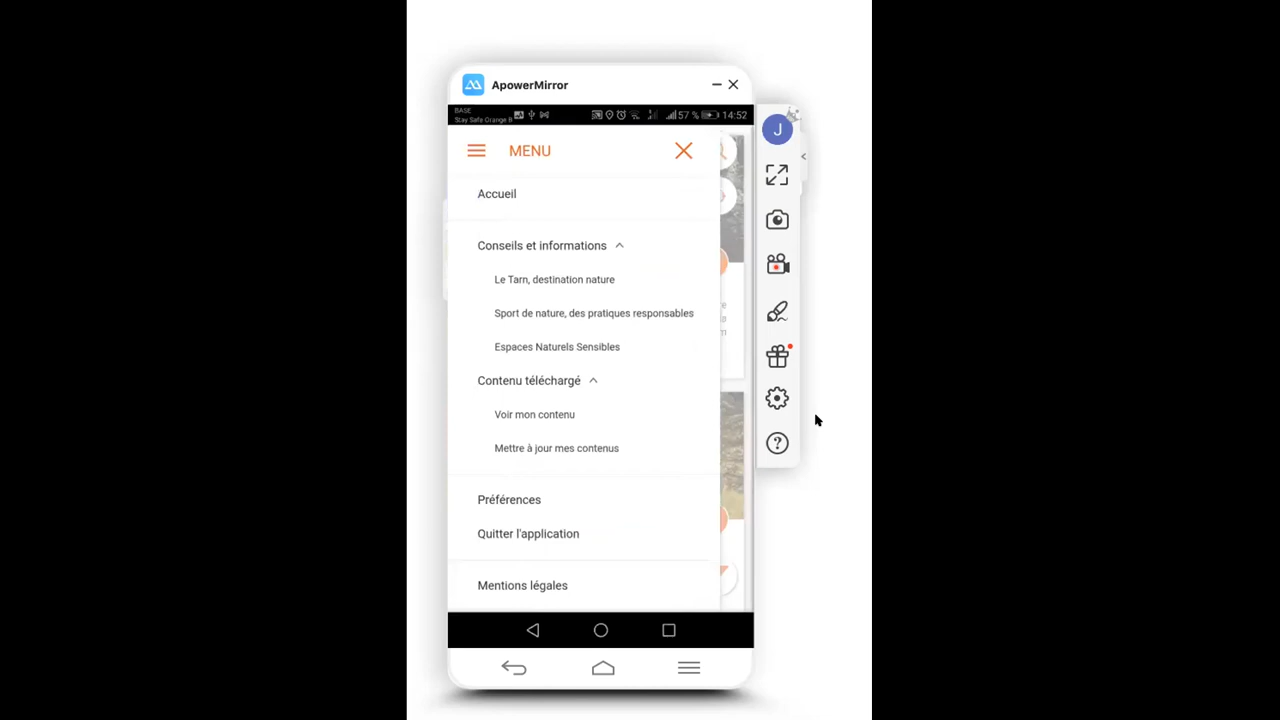 ApowerMirror
BASE
Stay Safe Orange B
57 %
14:52
J
MENU
Accueil
Conseils et informations
Le Tarn, destination nature
Sport de nature, des pratiques responsables
Espaces Naturels Sensibles
Contenu téléchargé
Voir mon contenu
Mettre à jour mes contenus
Préférences
Quitter l'application
Mentions légales